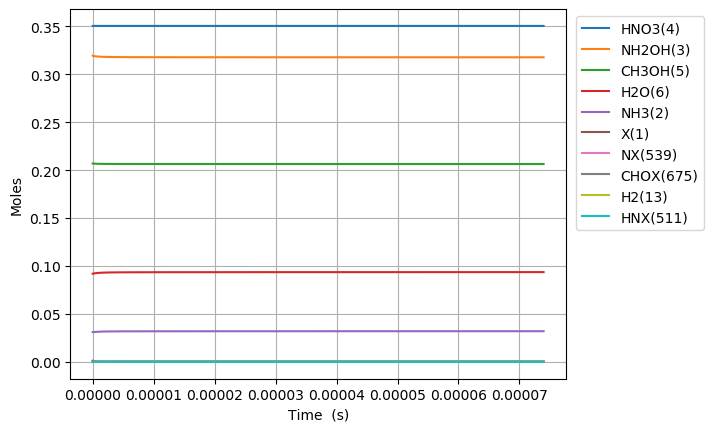 0.35
0.30
0.25
0.20
0.15
0.10
0.05
0.00
Moles
0.00000 0.00001 0.00002 0.00003 0.00004 0.00005 0.00006 0.00007
Time  (s)
HNO3(4)
NH2OH(3)
CH3OH(5)
H2O(6)
NH3(2)
X(1)
NX(539)
CHOX(675)
H2(13)
HNX(511)